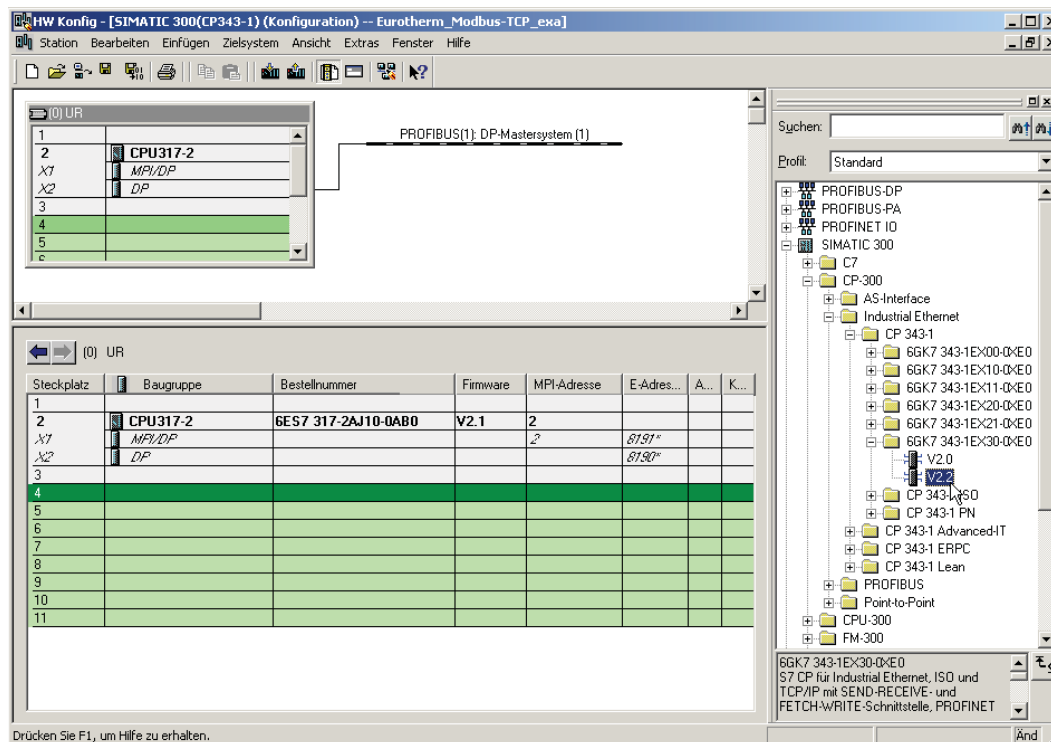 HW Konfig - [SIMATIC 300(CP343-1) (Konfiguration) -- Eurotherm_Modbus-TCP_exa]
Station Bearbeiten Einfügen Zielsystem Ansicht Extras Fenster Hilfe
(0) UR
1
2 CPU317-2
X1 MPI/DP
X2 DP
3
4
5
PROFIBUS(1): DP-Mastersystem (1)
(0) UR
Steckplatz Baugruppe Bestellnummer Firmware MPI-Adresse E-Adres... A... K...
1
2 CPU317-2 6ES7 317-2AJ10-0AB0 V2.1 2
X1 MPI/DP 2 8191*
X2 DP 8190*
3
4
5
6
7
8
9
10
11
Suchen:
Profil: Standard
PROFIBUS-DP
PROFIBUS-PA
PROFINET IO
SIMATIC 300
C7
CP-300
AS-Interface
Industrial Ethernet
CP 343-1
6GK7 343-1EX00-0XE0
6GK7 343-1EX10-0XE0
6GK7 343-1EX11-0XE0
6GK7 343-1EX20-0XE0
6GK7 343-1EX21-0XE0
6GK7 343-1EX30-0XE0
V2.0
V2.2
CP 343-1 ISO
CP 343-1 PN
CP 343-1 Advanced-IT
CP 343-1 ERPC
CP 343-1 Lean
PROFIBUS
Point-to-Point
CPU-300
FM-300
6GK7 343-1EX30-0XE0
S7 CP für Industrial Ethernet, ISO und
TCP/IP mit SEND-RECEIVE- und
FETCH-WRITE-Schnittstelle, PROFINET
Drücken Sie F1, um Hilfe zu erhalten.
Änd